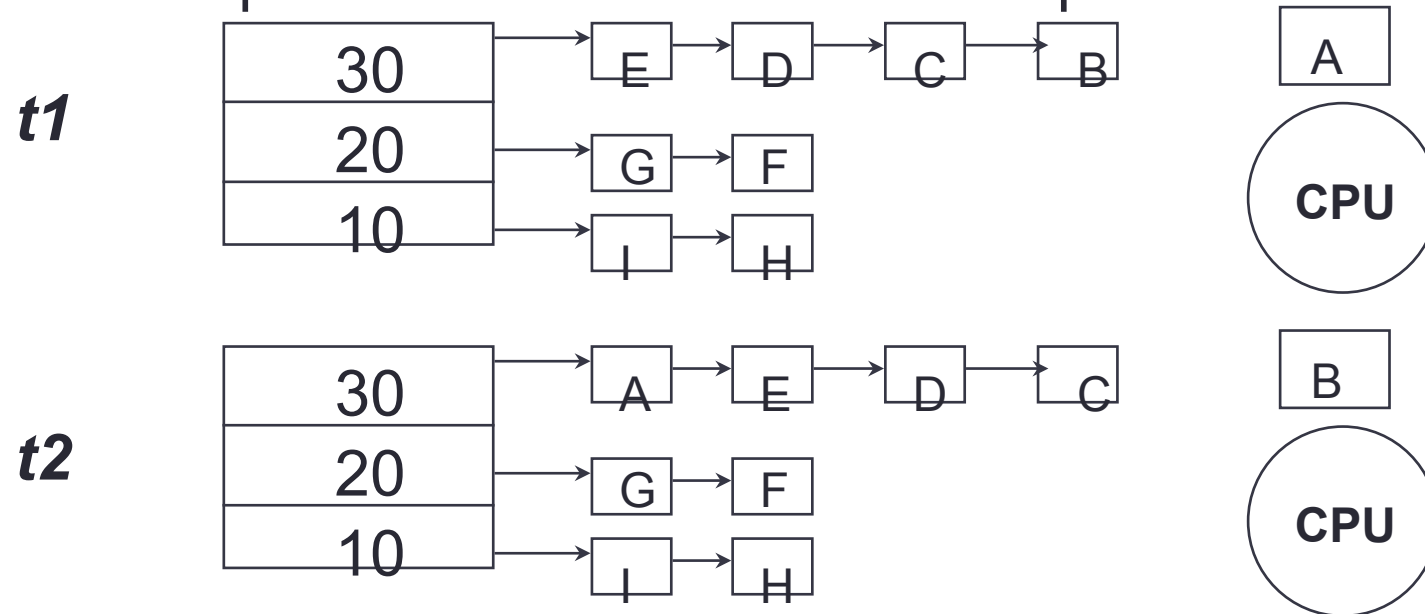 30 E D C B A
t1
20 G F
CPU
10 I H
30 A E D C B
t2
20 G F
CPU
10 I H